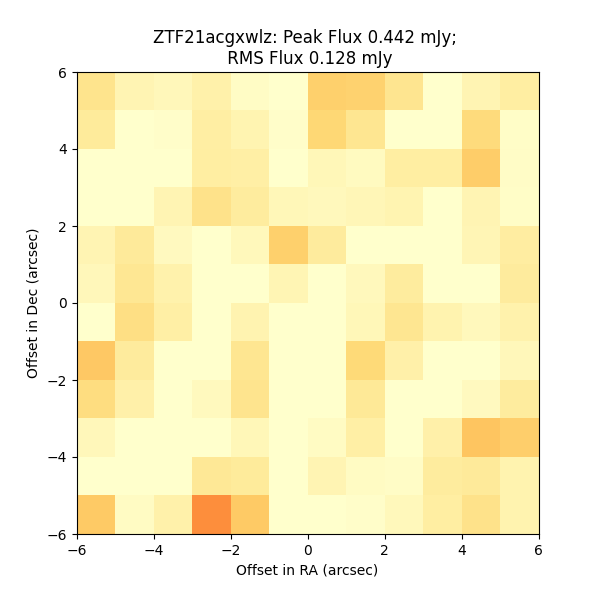 ZTF21acgxwlz: Peak Flux 0.442 mJy;
RMS Flux 0.128 mJy
6
4
2
0
−2
−4
−6
Offset in Dec (arcsec)
−6 −4 −2 0 2 4 6
Offset in RA (arcsec)